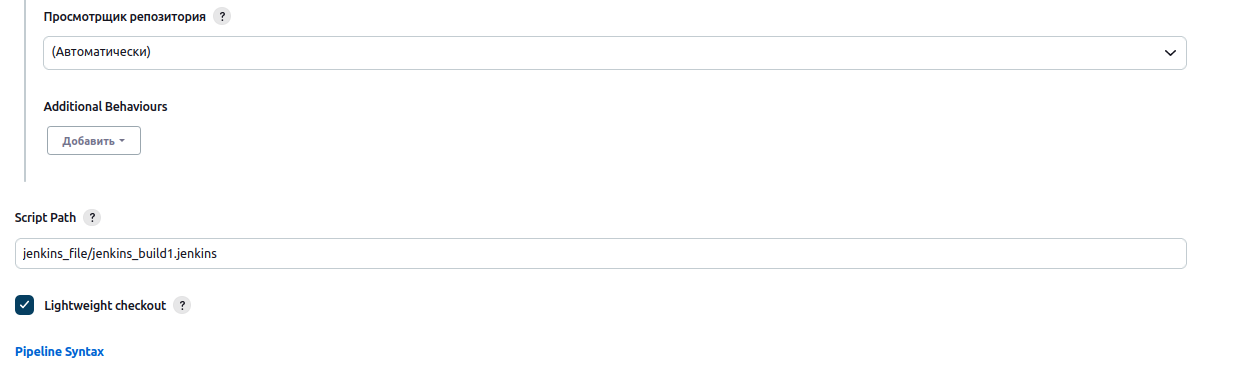 Просмотрщик репозитория ?
(Автоматически)
Additional Behaviours
Добавить
Script Path ?
jenkins_file/jenkins_build1.jenkins
Lightweight checkout ?
Pipeline Syntax